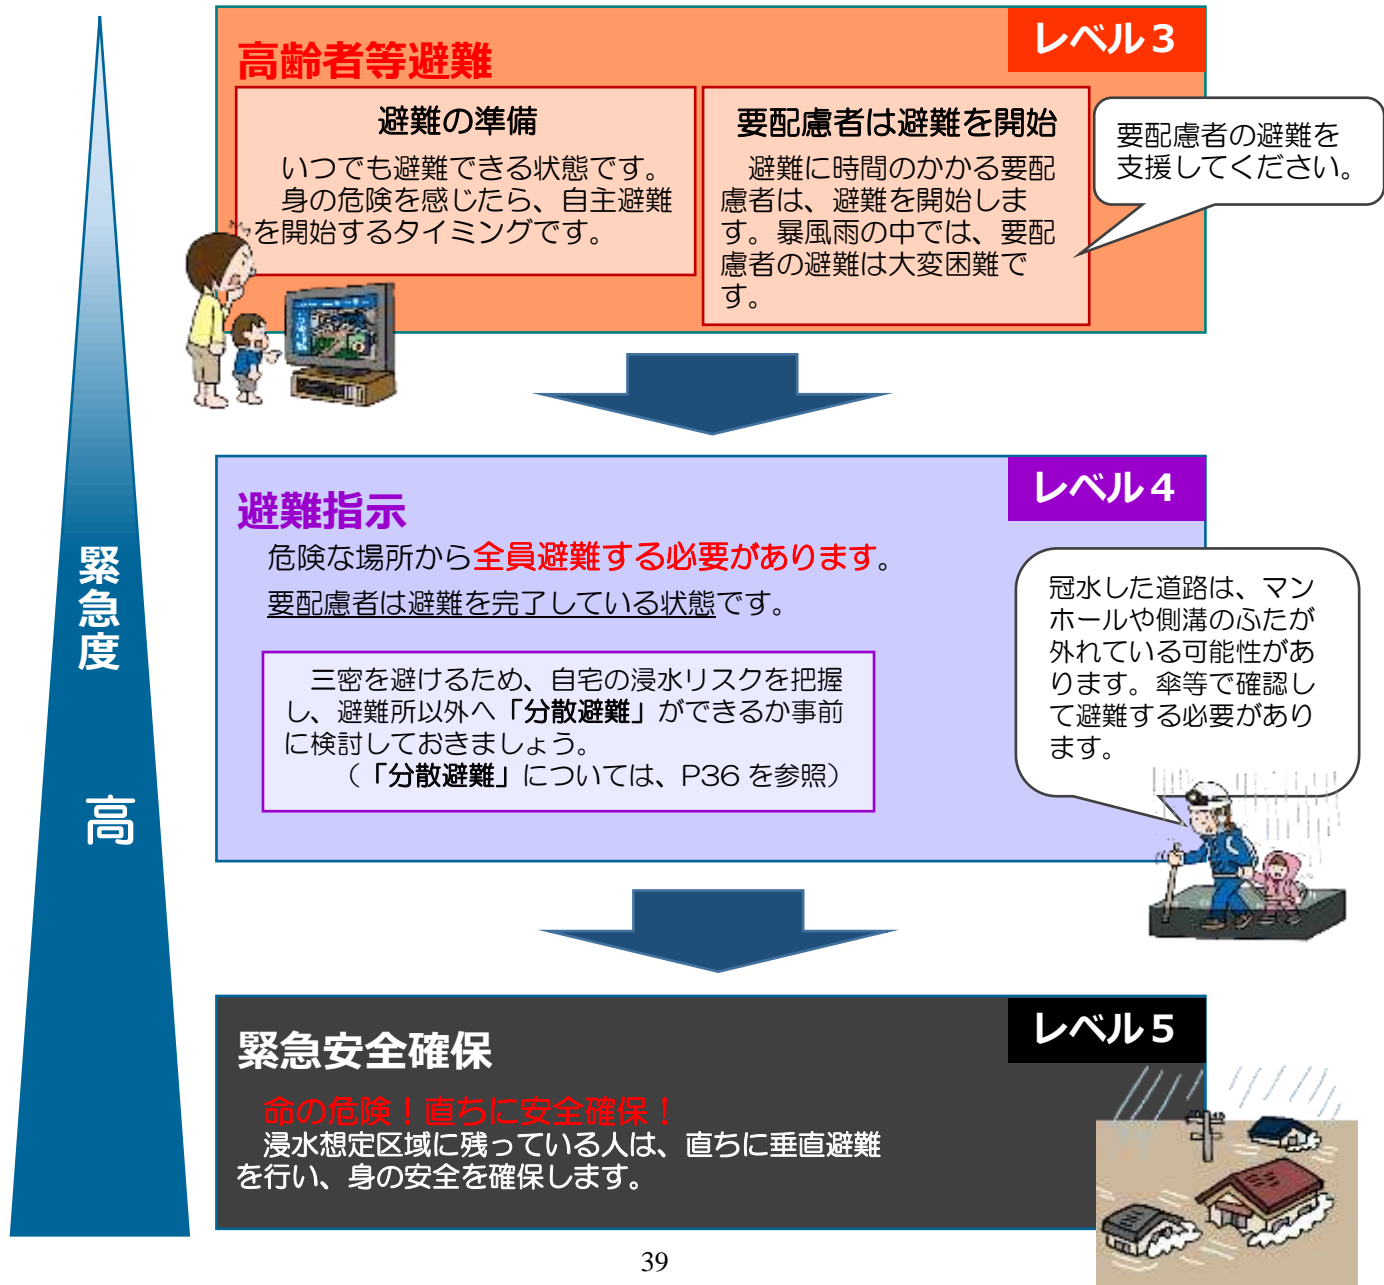 レベル3
高齢者等避難
避難の準備
いつでも避難できる状態です。
身の危険を感じたら、自主避難
を開始するタイミングです。
要配慮者は避難を開始
避難に時間のかかる要配
慮者は、避難を開始しま
す。暴風雨の中では、要配
慮者の避難は大変困難で
す。
要配慮者の避難を
支援してください。
レベル4
避難指示
危険な場所から全員避難する必要があります。
要配慮者は避難を完了している状態です。
三密を避けるため、自宅の浸水リスクを把握
し、避難所以外へ「分散避難」ができるか事前
に検討しておきましょう。
（「分散避難」については、P36 を参照）
冠水した道路は、マン
ホールや側溝のふたが
外れている可能性があ
ります。傘等で確認し
て避難する必要があり
ます。
緊急度
高
レベル5
緊急安全確保
命の危険！直ちに安全確保！
浸水想定区域に残っている人は、直ちに垂直避難
を行い、身の安全を確保します。
39